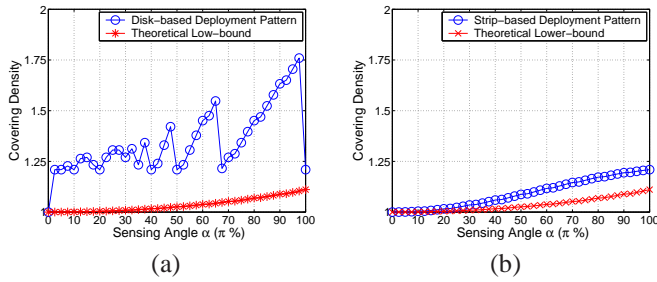 2
Disk-based Deployment Pattern
Theoretical Low-bound
1.75
1.5
1.25
1
Covering Density
0 10 20 30 40 50 60 70 80 90 100
Sensing Angle α (π %)
(a)
2
Strip-based Deployment Pattern
Theoretical Lower-bound
1.75
1.5
1.25
1
Covering Density
0 10 20 30 40 50 60 70 80 90 100
Sensing Angle α (π %)
(b)